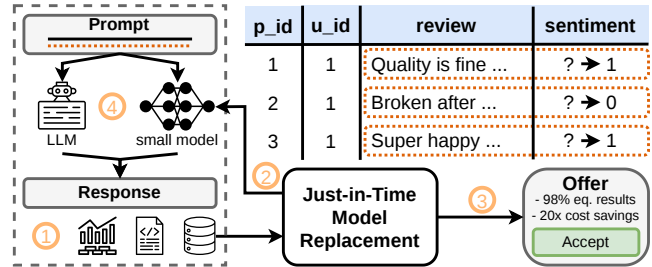 Prompt
LLM
small model
4
Response
1
</>
p_id u_id review sentiment
1 1 Quality is fine ... ? → 1
2 1 Broken after ... ? → 0
3 1 Super happy ... ? → 1
2
Just-in-Time
Model
Replacement
3
Offer
- 98% eq. results
- 20x cost savings
Accept